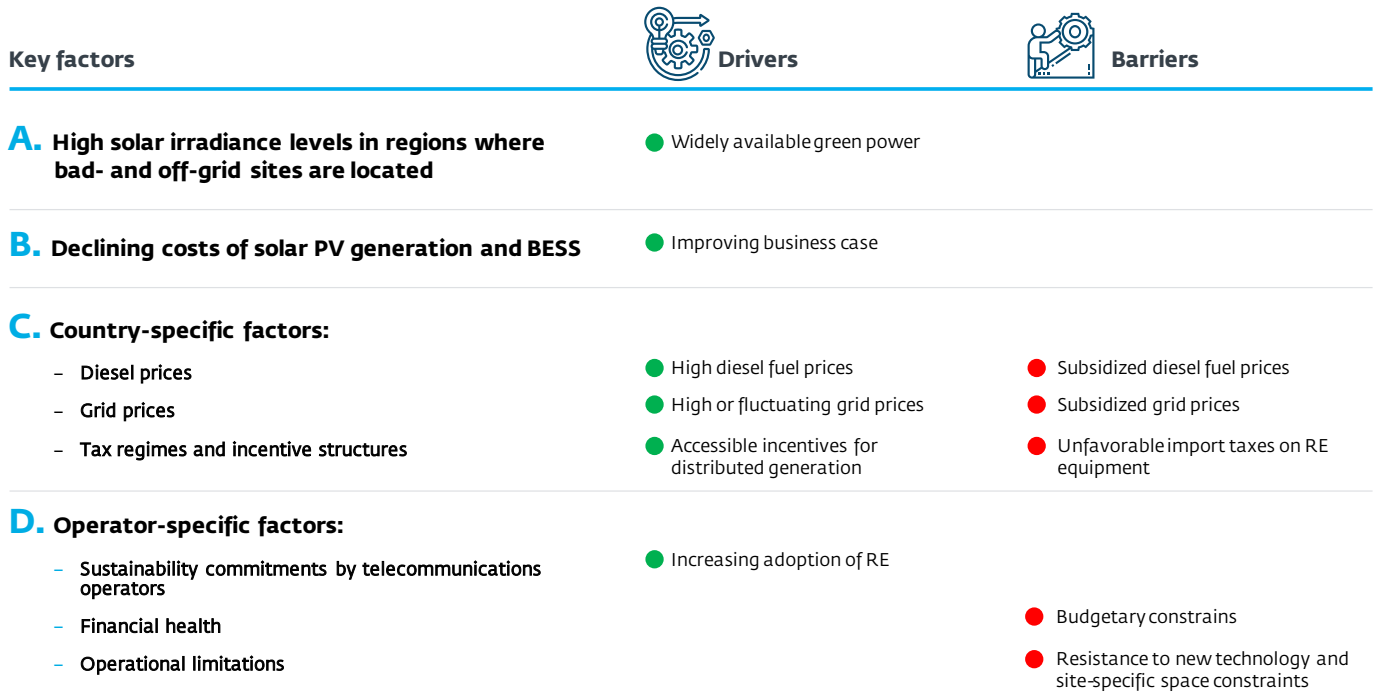 Key factors
Drivers
Barriers
A. High solar irradiance levels in regions where
bad- and off-grid sites are located
Widely available green power
B. Declining costs of solar PV generation and BESS
Improving business case
C. Country-specific factors:
– Diesel prices
High diesel fuel prices
Subsidized diesel fuel prices
– Grid prices
High or fluctuating grid prices
Subsidized grid prices
– Tax regimes and incentive structures
Accessible incentives for
distributed generation
Unfavorable import taxes on RE
equipment
D. Operator-specific factors:
– Sustainability commitments by telecommunications
operators
Increasing adoption of RE
– Financial health
Budgetary constrains
– Operational limitations
Resistance to new technology and
site-specific space constraints